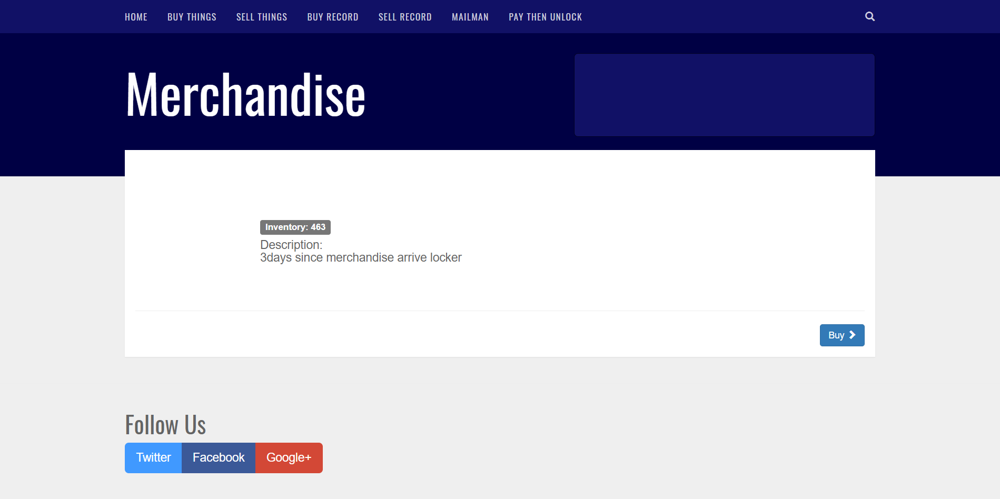 HOME BUY THINGS SELL THINGS BUY RECORD SELL RECORD MAILMAN PAY THEN UNLOCK
Merchandise
Inventory: 463
Description:
3days since merchandise arrive locker
Buy
Follow Us
Twitter Facebook Google+